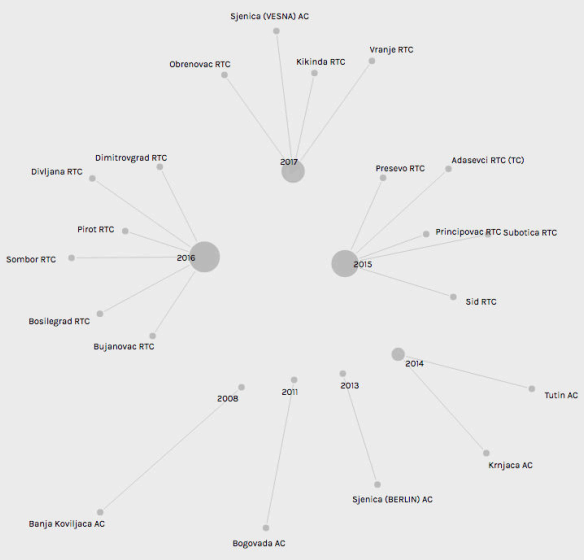 Sjenica (VESNA) AC
Vranje RTC
Obrenovac RTC
Kikinda RTC
2017
Dimitrovgrad RTC
Divljana RTC
Presevo RTC
Adasevci RTC (TC)
Pirot RTC
Principovac RTC
Subotica RTC
Sombor RTC
2016
2015
Bosilegrad RTC
Sid RTC
Bujanovac RTC
2014
2008
2011
2013
Tutin AC
Krnjaca AC
Sjenica (BERLIN) AC
Banja Koviljaca AC
Bogovada AC